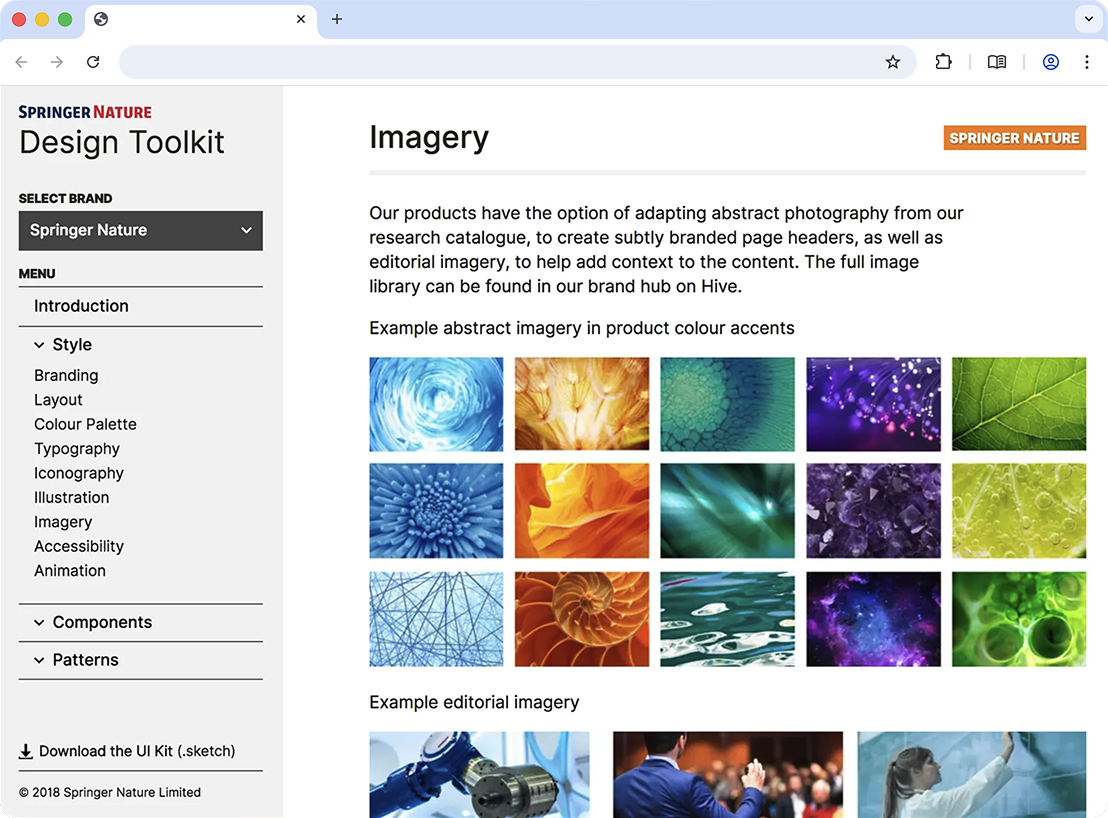 SPRINGER NATURE
Design Toolkit
SELECT BRAND
Springer Nature
MENU
Introduction
Style
Branding
Layout
Colour Palette
Typography
Iconography
Illustration
Imagery
Accessibility
Animation
Components
Patterns
Download the UI Kit (.sketch)
© 2018 Springer Nature Limited
Imagery
SPRINGER NATURE
Our products have the option of adapting abstract photography from our
research catalogue, to create subtly branded page headers, as well as
editorial imagery, to help add context to the content. The full image
library can be found in our brand hub on Hive.
Example abstract imagery in product colour accents
Example editorial imagery